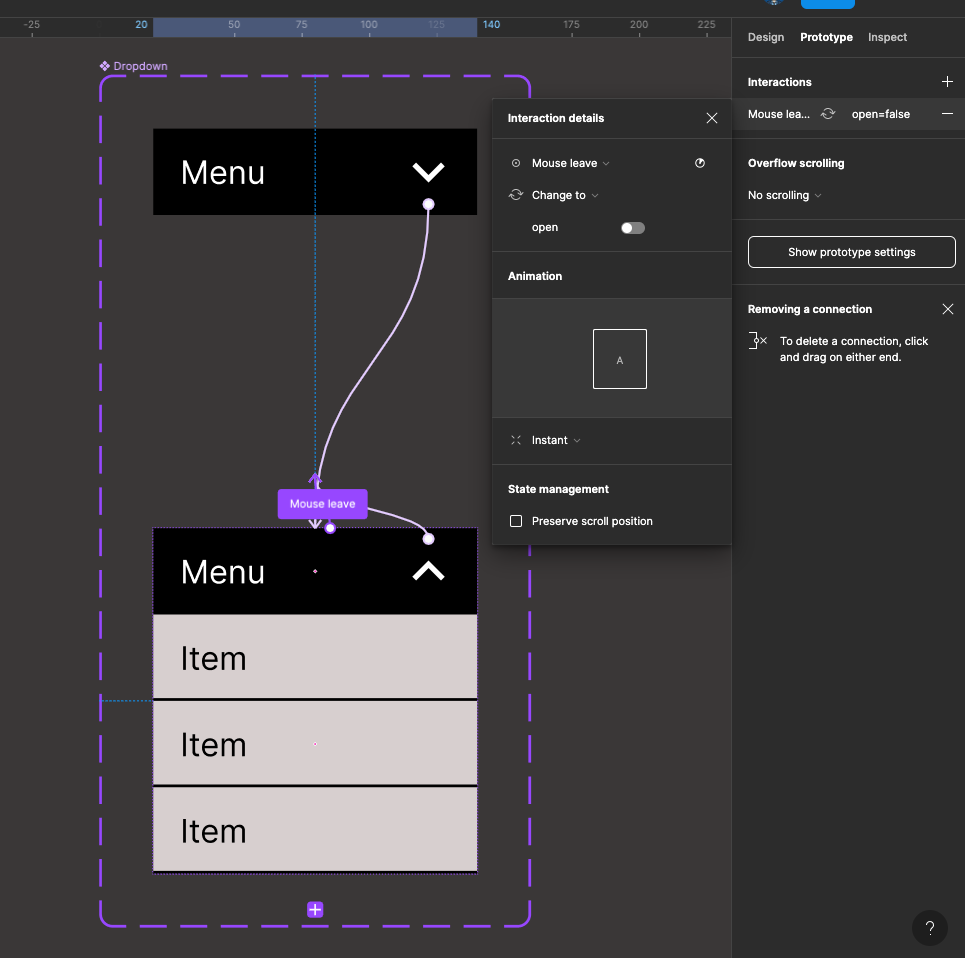 -25
20
50
75
100
125
140
175
200
225
Design Prototype Inspect
Dropdown
Interactions
Mouse lea... open=false
Interaction details
Menu
Mouse leave
Change to
open
Animation
A
Instant
State management
Preserve scroll position
Overflow scrolling
No scrolling
Show prototype settings
Removing a connection
To delete a connection, click
and drag on either end.
Mouse leave
Menu
Item
Item
Item
?